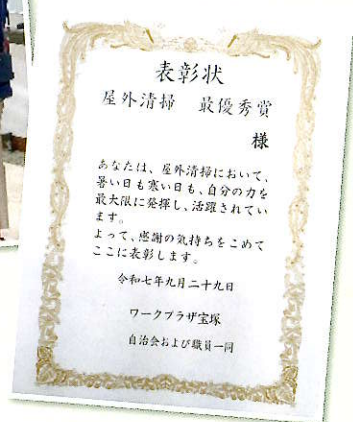 表彰状
屋外清掃　最優秀賞
様
あなたは、屋外清掃において、
暑い日も寒い日も、自分の力を
最大限に発揮し、活躍されてい
ます。
よって、感謝の気持ちをこめて
ここに表彰します。
令和七年九月二十九日
ワークプラザ宝塚
自治会および職員一同